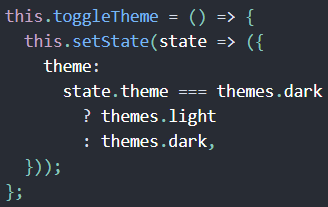 this.toggleTheme = () => {
  this.setState(state => ({
    theme:
      state.theme === themes.dark
        ? themes.light
        : themes.dark,
  }));
};